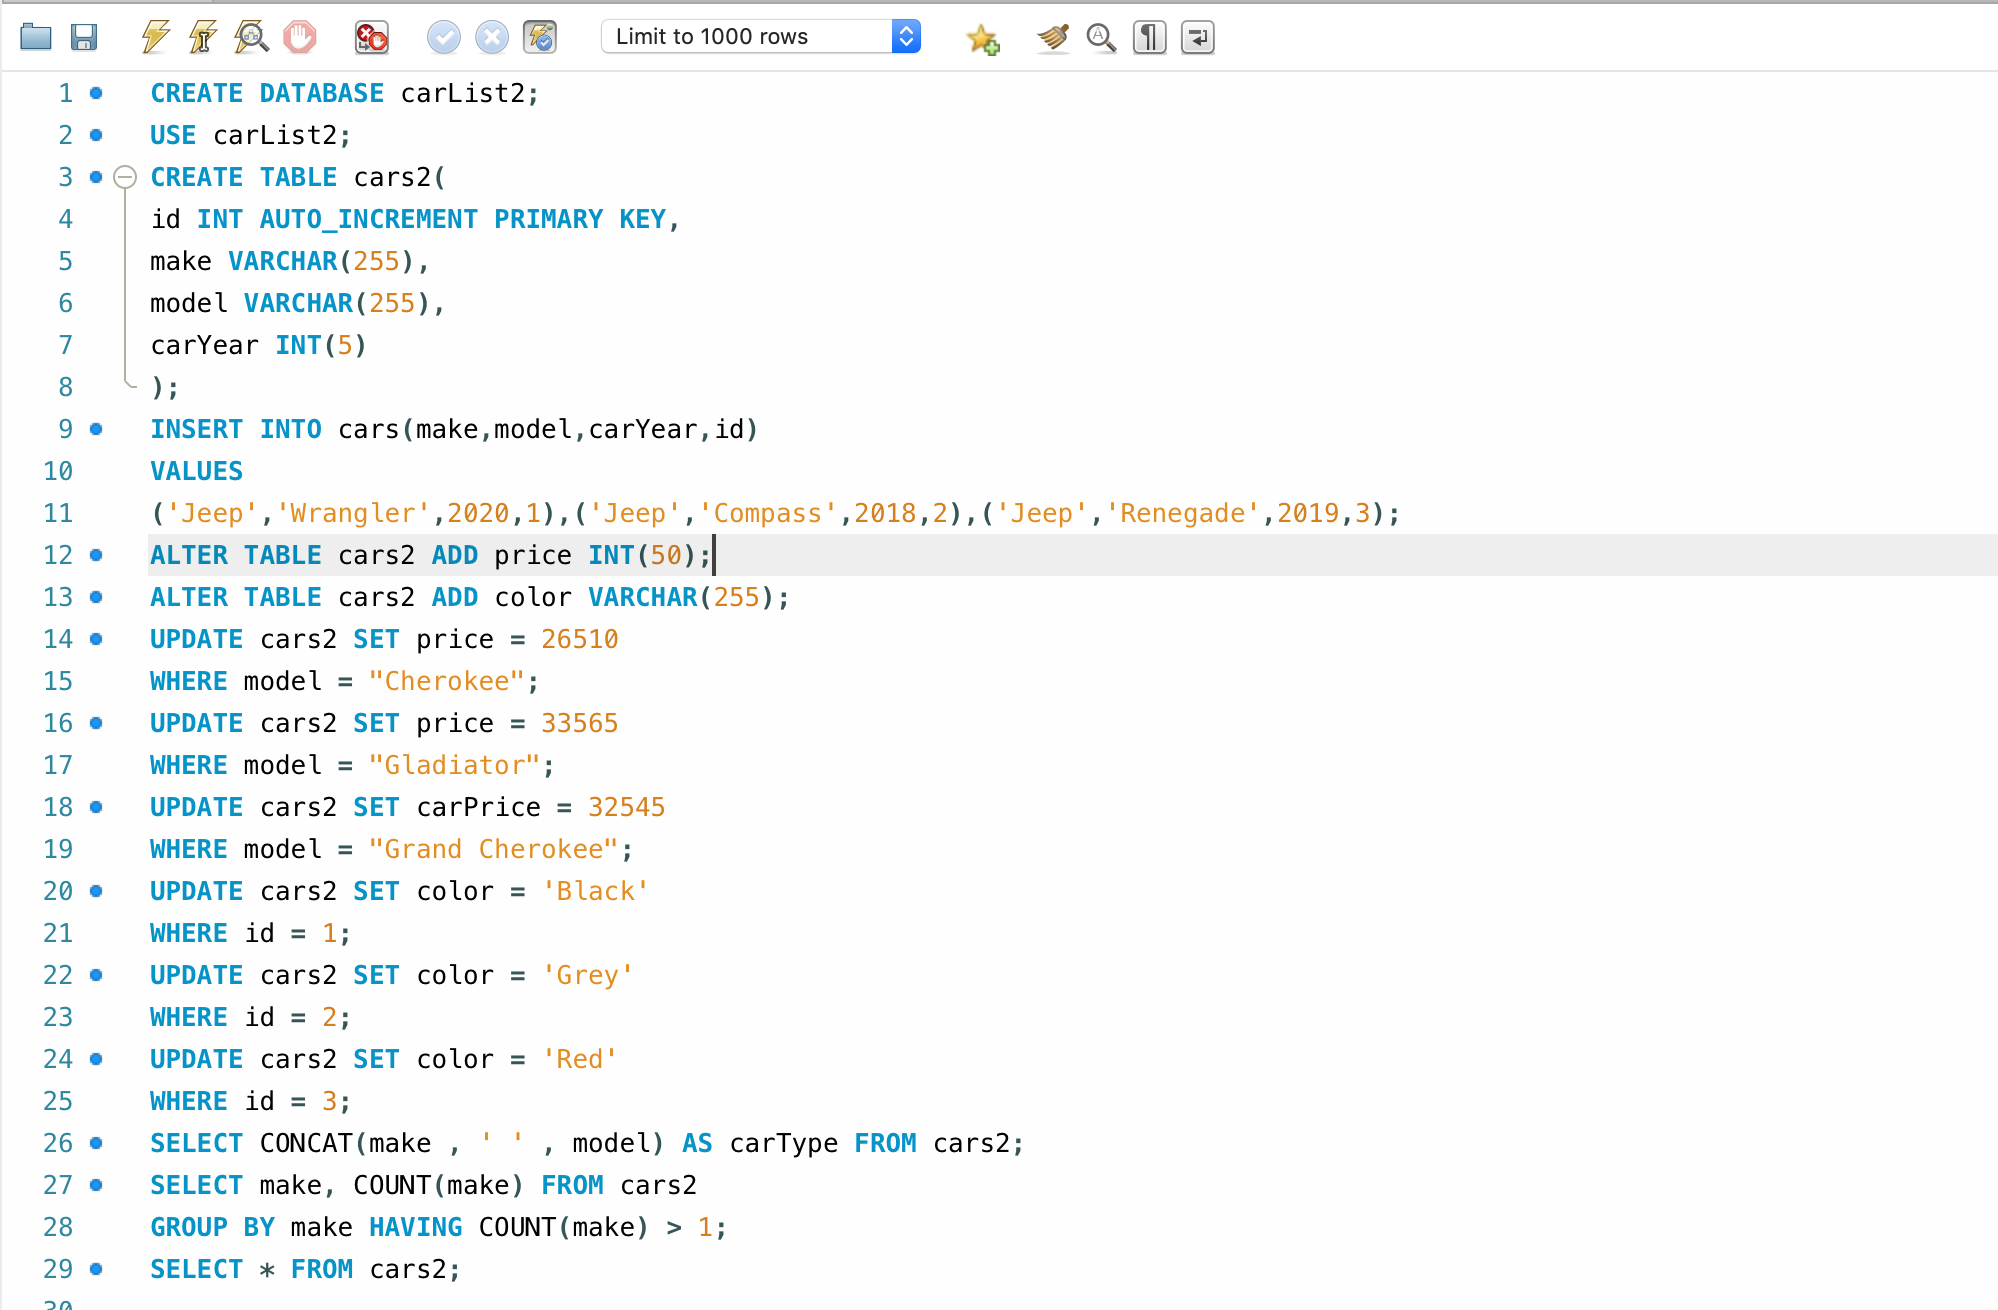 Limit to 1000 rows
1 CREATE DATABASE carList2;
2 USE carList2;
3 CREATE TABLE cars2(
4 id INT AUTO_INCREMENT PRIMARY KEY,
5 make VARCHAR(255),
6 model VARCHAR(255),
7 carYear INT(5)
8 );
9 INSERT INTO cars(make,model,carYear,id)
10 VALUES
11 ('Jeep','Wrangler',2020,1),('Jeep','Compass',2018,2),('Jeep','Renegade',2019,3);
12 ALTER TABLE cars2 ADD price INT(50);
13 ALTER TABLE cars2 ADD color VARCHAR(255);
14 UPDATE cars2 SET price = 26510
15 WHERE model = "Cherokee";
16 UPDATE cars2 SET price = 33565
17 WHERE model = "Gladiator";
18 UPDATE cars2 SET carPrice = 32545
19 WHERE model = "Grand Cherokee";
20 UPDATE cars2 SET color = 'Black'
21 WHERE id = 1;
22 UPDATE cars2 SET color = 'Grey'
23 WHERE id = 2;
24 UPDATE cars2 SET color = 'Red'
25 WHERE id = 3;
26 SELECT CONCAT(make , ' ' , model) AS carType FROM cars2;
27 SELECT make, COUNT(make) FROM cars2
28 GROUP BY make HAVING COUNT(make) > 1;
29 SELECT * FROM cars2;
30